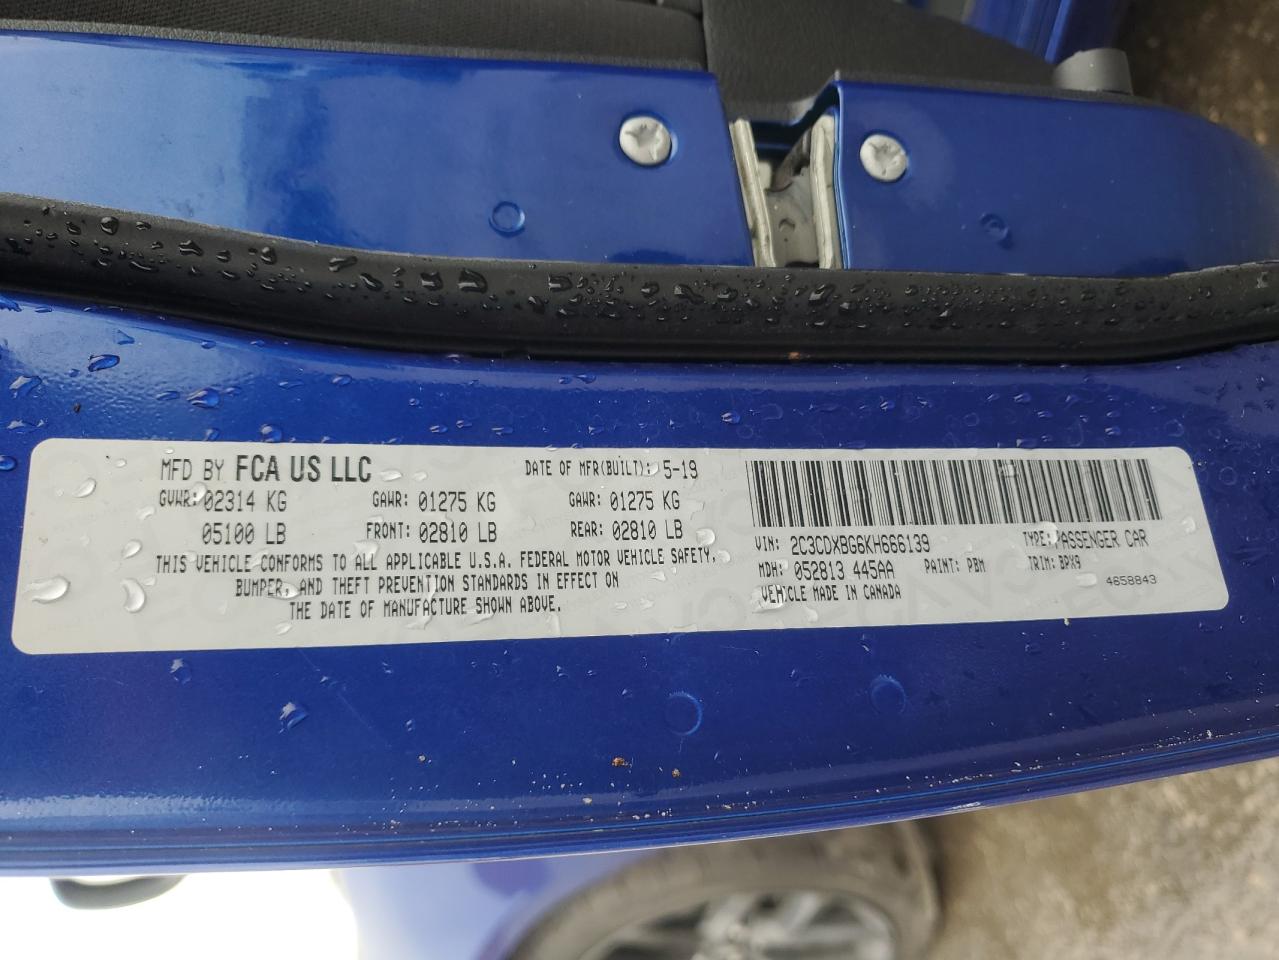 MFD BY FCA US LLC DATE OF MFR(BUILT): 5-19
GVWR: 02314 KG GAWR: 01275 KG GAWR: 01275 KG
05100 LB FRONT: 02810 LB REAR: 02810 LB
THIS VEHICLE CONFORMS TO ALL APPLICABLE U.S.A. FEDERAL MOTOR VEHICLE SAFETY,
BUMPER, AND THEFT PREVENTION STANDARDS IN EFFECT ON
THE DATE OF MANUFACTURE SHOWN ABOVE.
VIN: 2C3CDXBG6KH666139 TYPE: PASSENGER CAR
MDH: 052813 445AA PAINT: PBM TRIM: BPX9
VEHICLE MADE IN CANADA 4658843